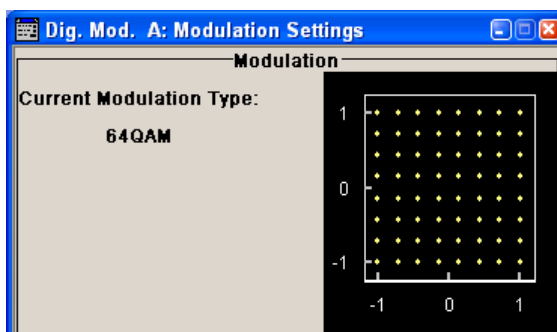 Dig. Mod. A: Modulation Settings
Modulation
Current Modulation Type:
64QAM
1
0
-1
-1 0 1